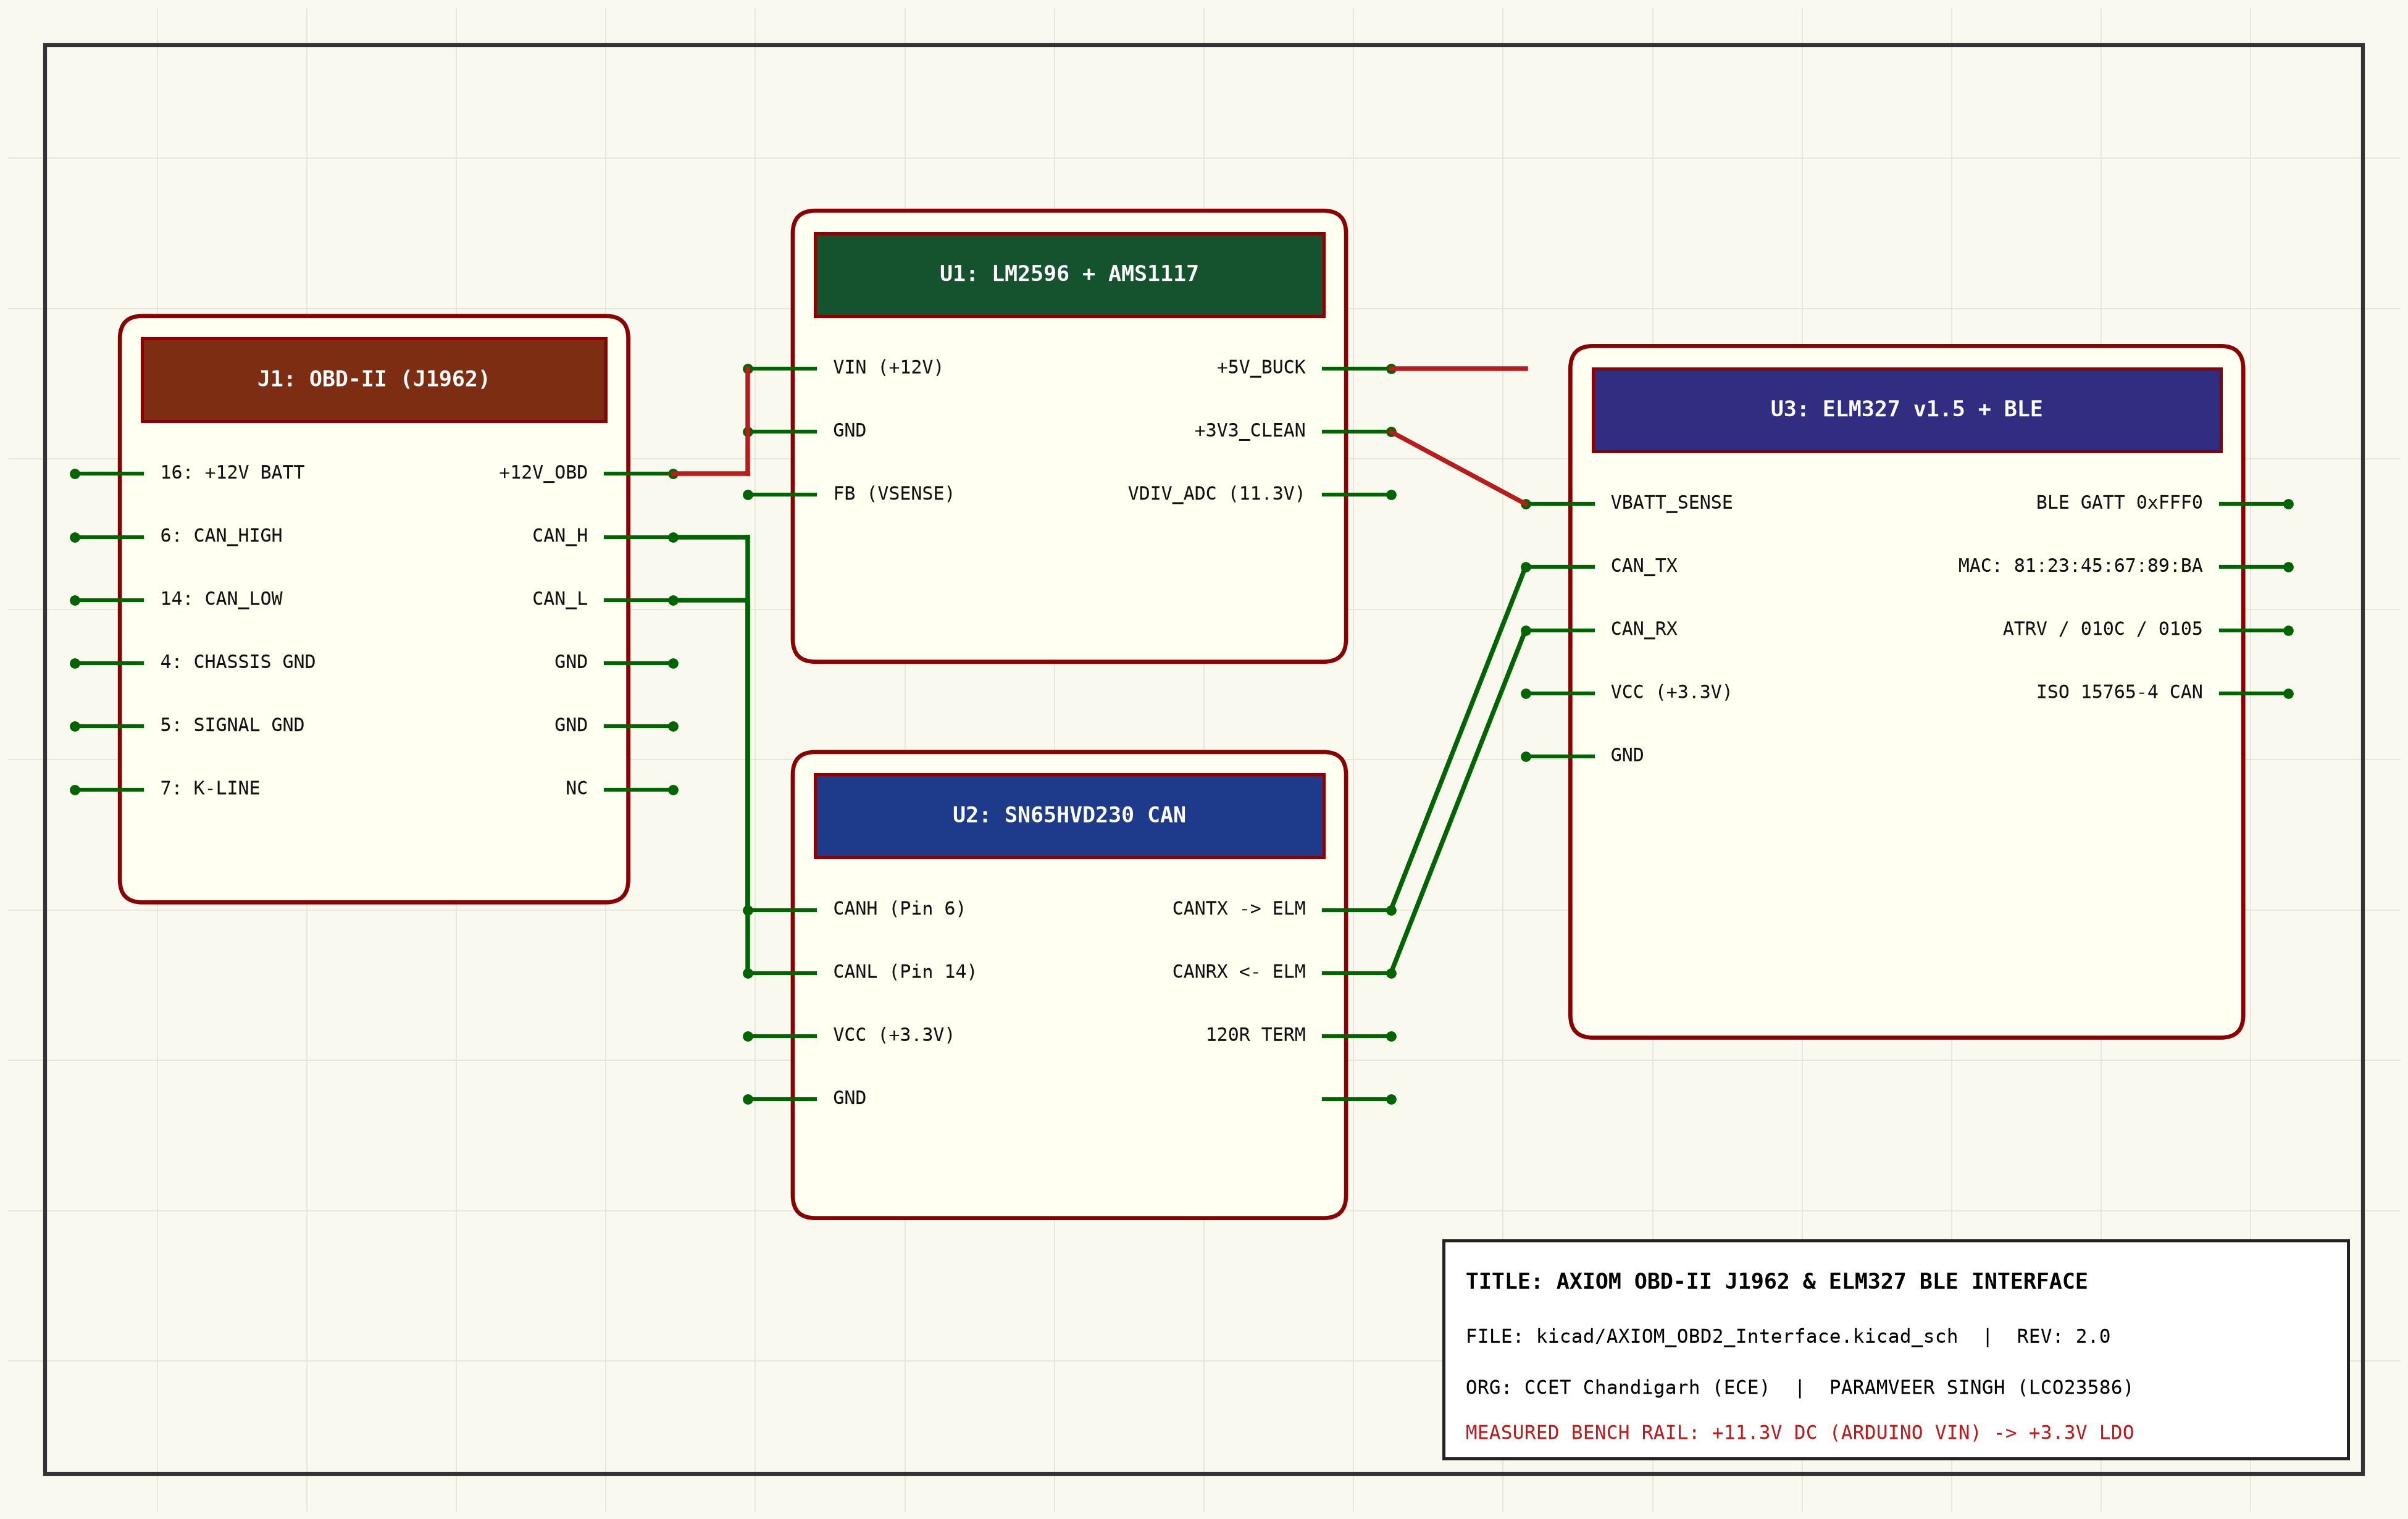 J1: OBD-II (J1962)
16: +12V BATT
+12V_OBD
6: CAN_HIGH
CAN_H
14: CAN_LOW
CAN_L
4: CHASSIS GND
GND
5: SIGNAL GND
GND
7: K-LINE
NC
U1: LM2596 + AMS1117
VIN (+12V)
+5V_BUCK
GND
+3V3_CLEAN
FB (VSENSE)
VDIV_ADC (11.3V)
U2: SN65HVD230 CAN
CANH (Pin 6)
CANTX -> ELM
CANL (Pin 14)
CANRX <- ELM
VCC (+3.3V)
120R TERM
GND
U3: ELM327 v1.5 + BLE
VBATT_SENSE
BLE GATT 0xFFF0
CAN_TX
MAC: 81:23:45:67:89:BA
CAN_RX
ATRV / 010C / 0105
VCC (+3.3V)
ISO 15765-4 CAN
GND
TITLE: AXIOM OBD-II J1962 & ELM327 BLE INTERFACE
FILE: kicad/AXIOM_OBD2_Interface.kicad_sch | REV: 2.0
ORG: CCET Chandigarh (ECE) | PARAMVEER SINGH (LCO23586)
MEASURED BENCH RAIL: +11.3V DC (ARDUINO VIN) -> +3.3V LDO